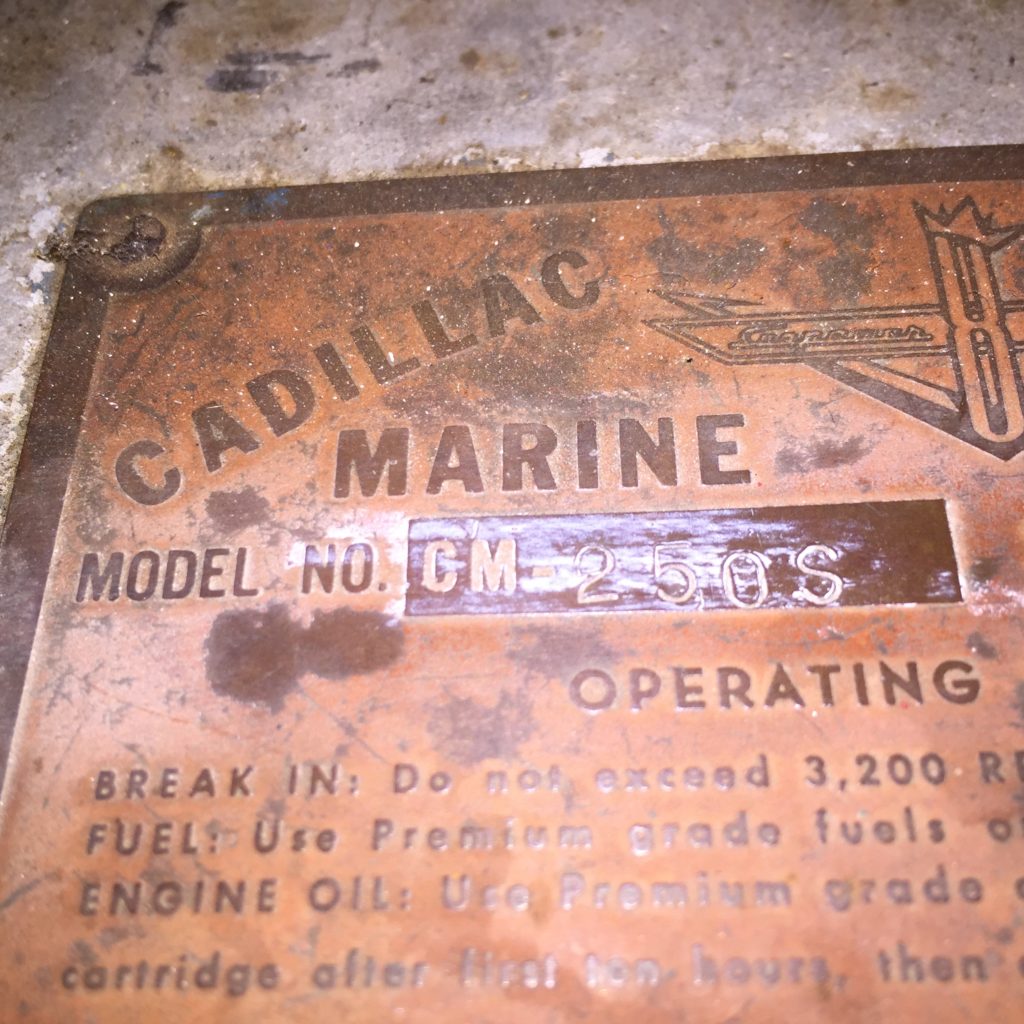 CADILLAC
MARINE
MODEL NO. CM-250S
OPERATING
BREAK IN: Do not exceed 3,200
FUEL: Use Premium grade fuels
ENGINE OIL: Use Premium grade
cartridge after first ten hours, then